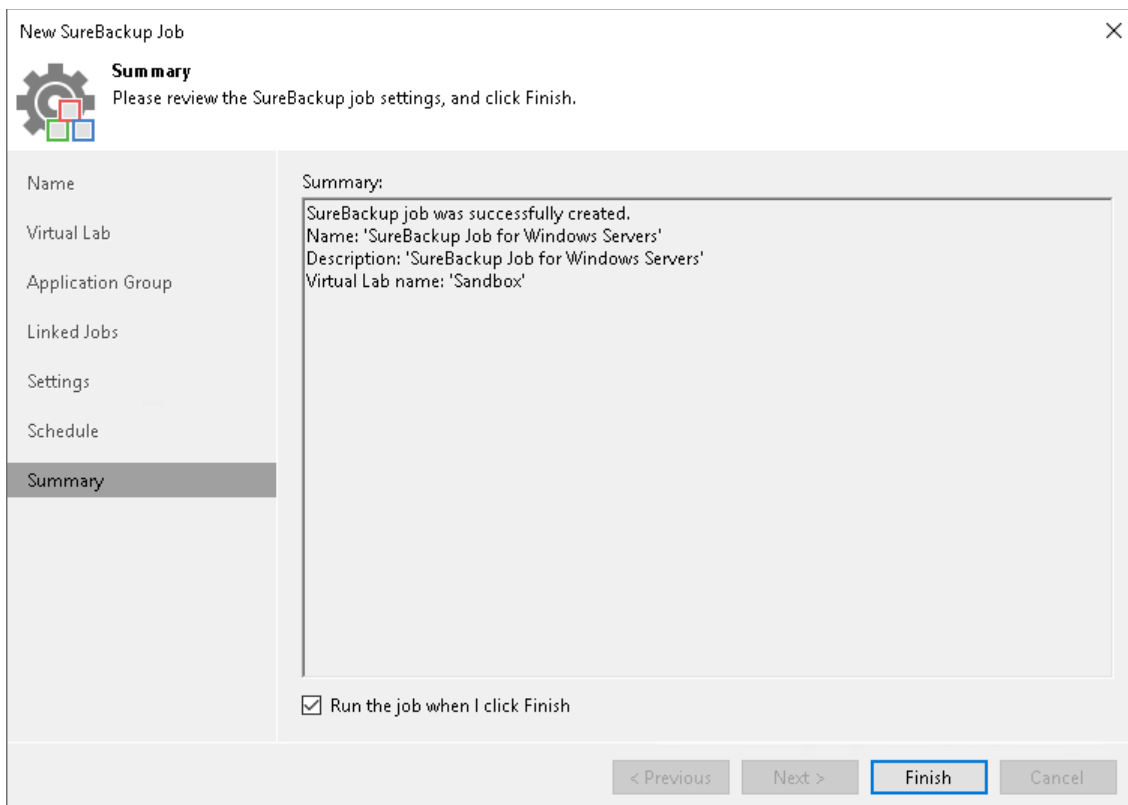 New SureBackup Job
Summary
Please review the SureBackup job settings, and click Finish.
Name
Virtual Lab
Application Group
Linked Jobs
Settings
Schedule
Summary
Summary:
SureBackup job was successfully created.
Name: 'SureBackup Job for Windows Servers'
Description: 'SureBackup Job for Windows Servers'
Virtual Lab name: 'Sandbox'
Run the job when I click Finish
< Previous
Next >
Finish
Cancel